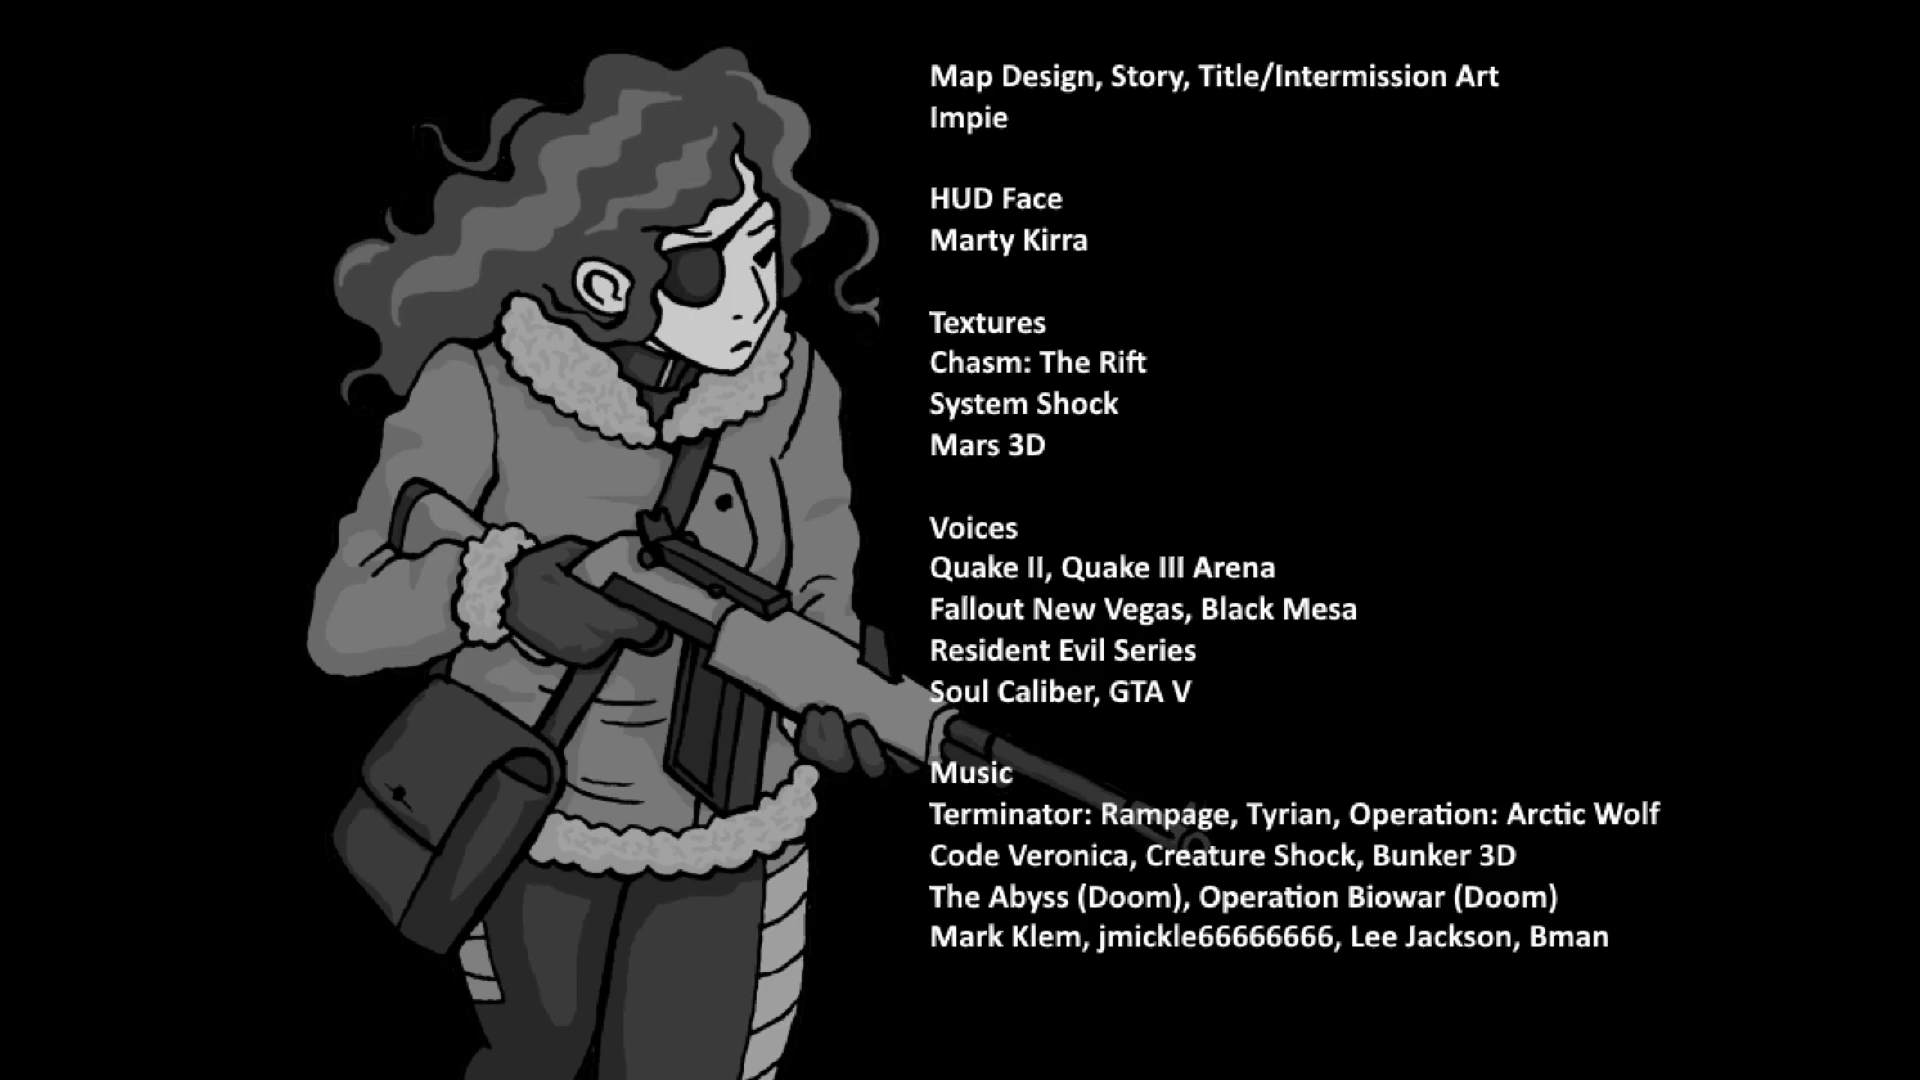 Map Design, Story, Title/Intermission Art
Impie
HUD Face
Marty Kirra
Textures
Chasm: The Rift
System Shock
Mars 3D
Voices
Quake II, Quake III Arena
Fallout New Vegas, Black Mesa
Resident Evil Series
Soul Caliber, GTA V
Music
Terminator: Rampage, Tyrian, Operation: Arctic Wolf
Code Veronica, Creature Shock, Bunker 3D
The Abyss (Doom), Operation Biowar (Doom)
Mark Klem, jmickle66666666, Lee Jackson, Bman